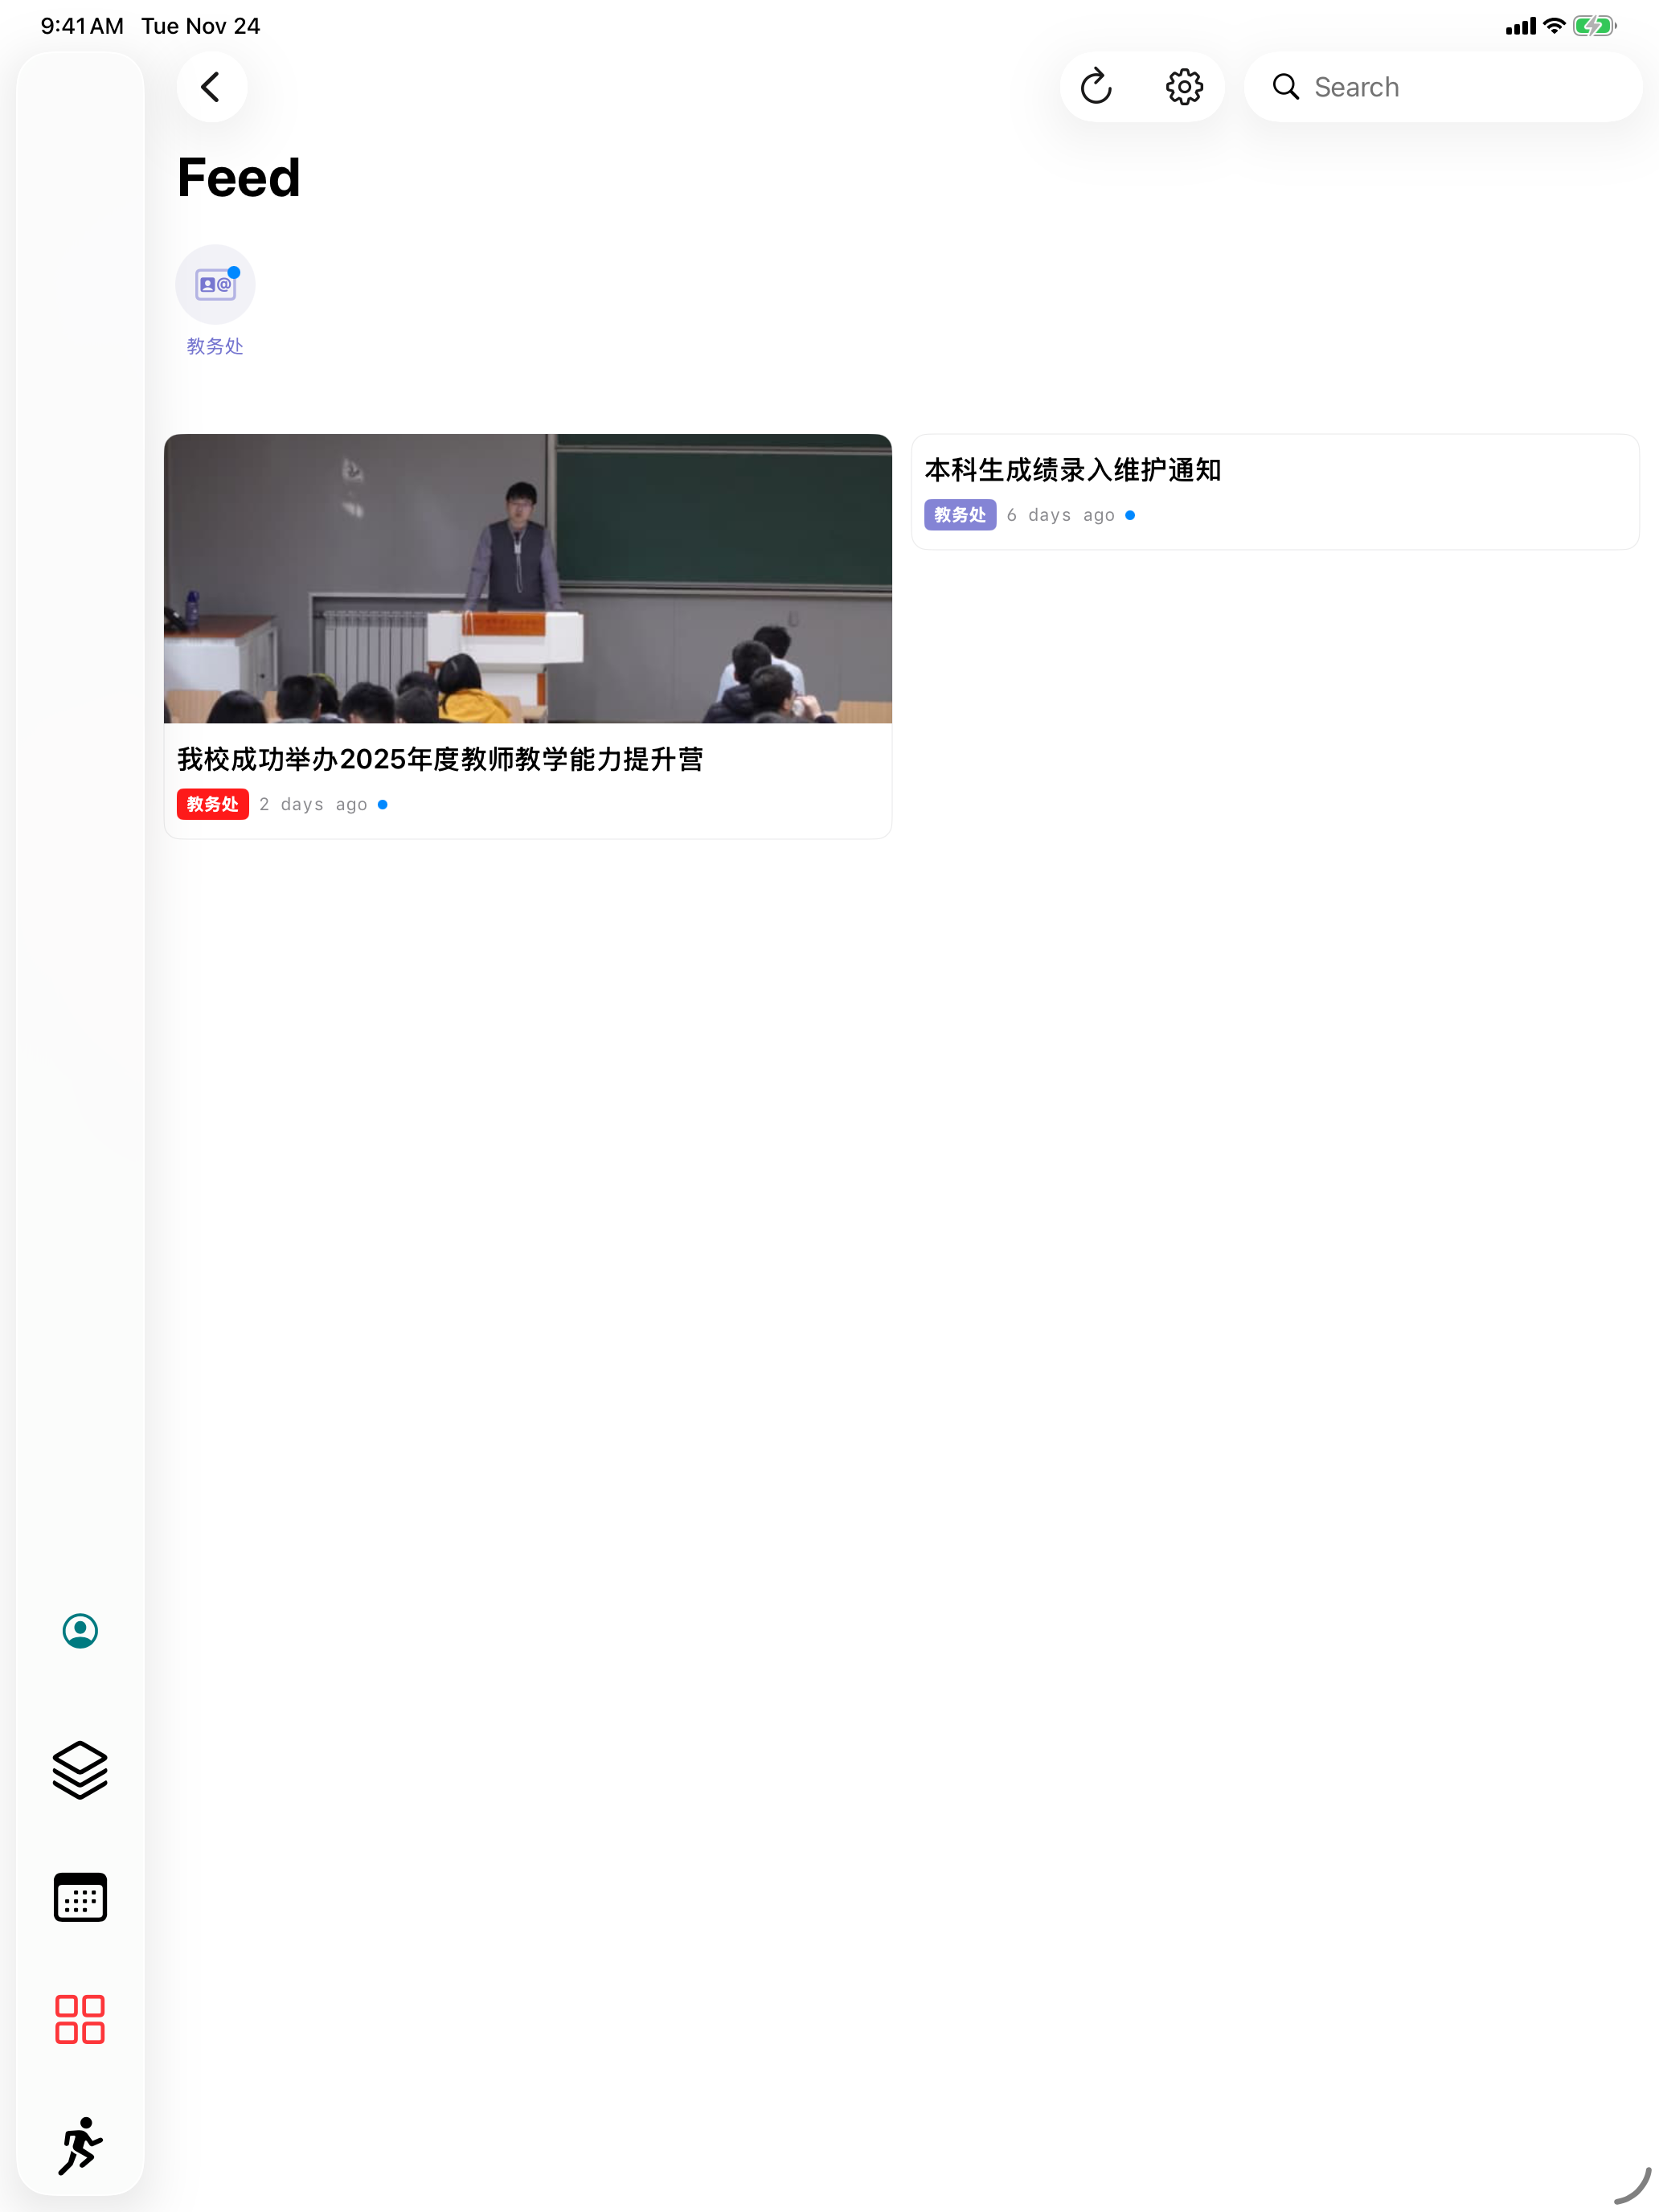 9:41 AM Tue Nov 24
Search
Feed
教务处
我校成功举办2025年度教师教学能力提升营
教务处 2 days ago
本科生成绩录入维护通知
教务处 6 days ago